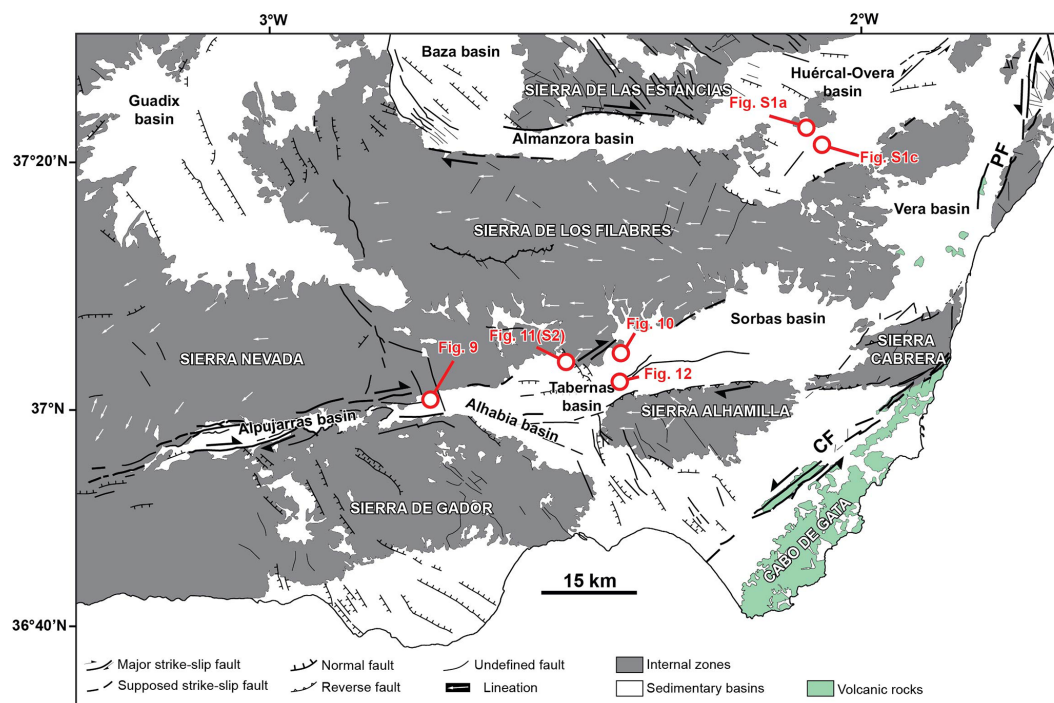 3°W
2°W
Baza basin
Huércal-Overa
basin
SIERRA DE LAS ESTANCIAS
Guadix
basin
Fig. S1a
Almanzora basin
37°20'N
Fig. S1c
PF
Vera basin
SIERRA DE LOS FILABRES
Sorbas basin
Fig. 10
Fig. 11(S2)
SIERRA NEVADA
Fig. 9
SIERRA
CABRERA
Fig. 12
Tabernas
basin
37°N
SIERRA ALHAMILLA
Alpujarras basin
Alhabia basin
CF
SIERRA DE GADOR
CABO DE GATA
15 km
36°40'N
Major strike-slip fault
Normal fault
Undefined fault
Internal zones
Supposed strike-slip fault
Reverse fault
Lineation
Sedimentary basins
Volcanic rocks